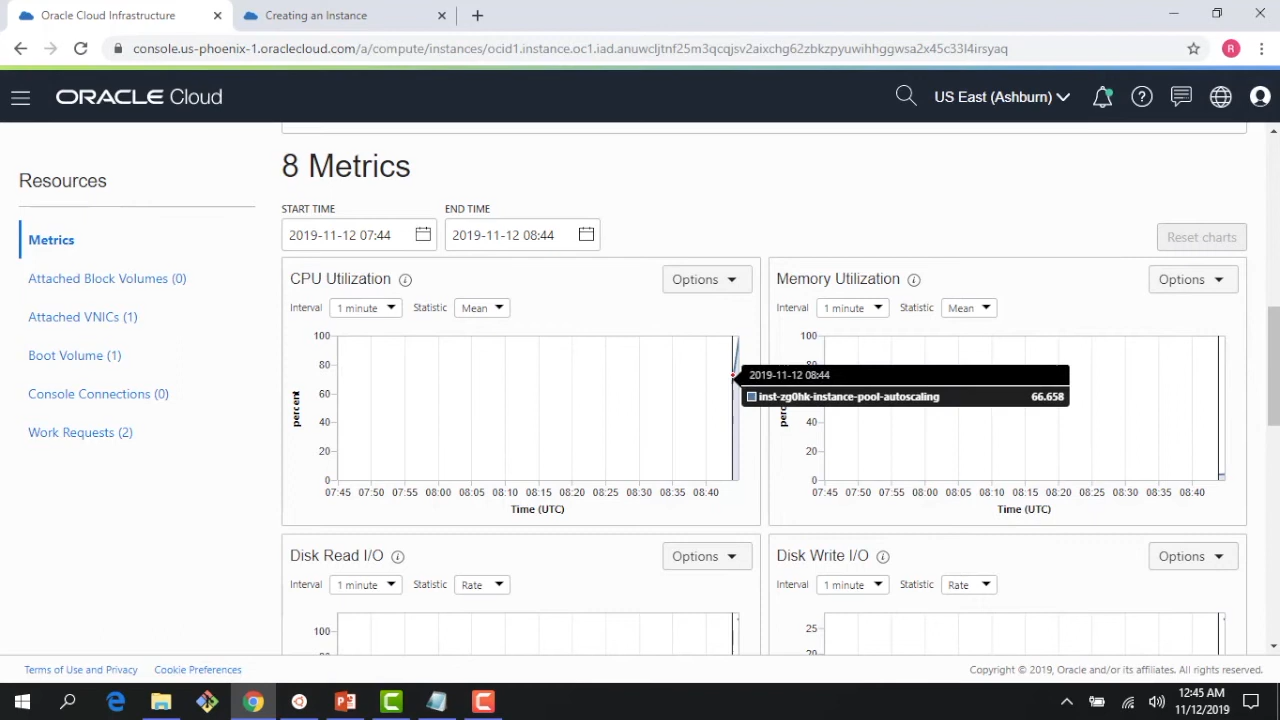 Oracle Cloud Infrastructure
Creating an Instance
console.us-phoenix-1.oraclecloud.com/a/compute/instances/ocid1.instance.oc1.iad.anuwcljtnf25m3qcqjsv2aixchg62zbkzpyuwihhggwsa2x45c33l4irsyaq
R
ORACLE Cloud
US East (Ashburn)
Resources
Metrics
Attached Block Volumes (0)
Attached VNICs (1)
Boot Volume (1)
Console Connections (0)
Work Requests (2)
8 Metrics
START TIME
END TIME
2019-11-12 07:44
2019-11-12 08:44
Reset charts
CPU Utilization
Options
Interval 1 minute Statistic Mean
100
80
60
40
20
0
percent
07:45 07:50 07:55 08:00 08:05 08:10 08:15 08:20 08:25 08:30 08:35 08:40
Time (UTC)
2019-11-12 08:44
inst-zg0hk-instance-pool-autoscaling 66.658
Memory Utilization
Options
Interval 1 minute Statistic Mean
100
80
60
40
20
0
07:45 07:50 07:55 08:00 08:05 08:10 08:15 08:20 08:25 08:30 08:35 08:40
Time (UTC)
Disk Read I/O
Options
Interval 1 minute Statistic Rate
100
Disk Write I/O
Options
Interval 1 minute Statistic Rate
25
Terms of Use and Privacy
Cookie Preferences
Copyright © 2019, Oracle and/or its affiliates. All rights reserved.
12:45 AM
11/12/2019